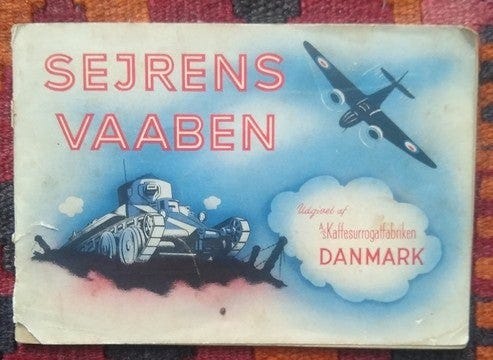 SEJRENS
VAABEN
Udgivet af
A/S Kaffesurrogatfabriken
DANMARK